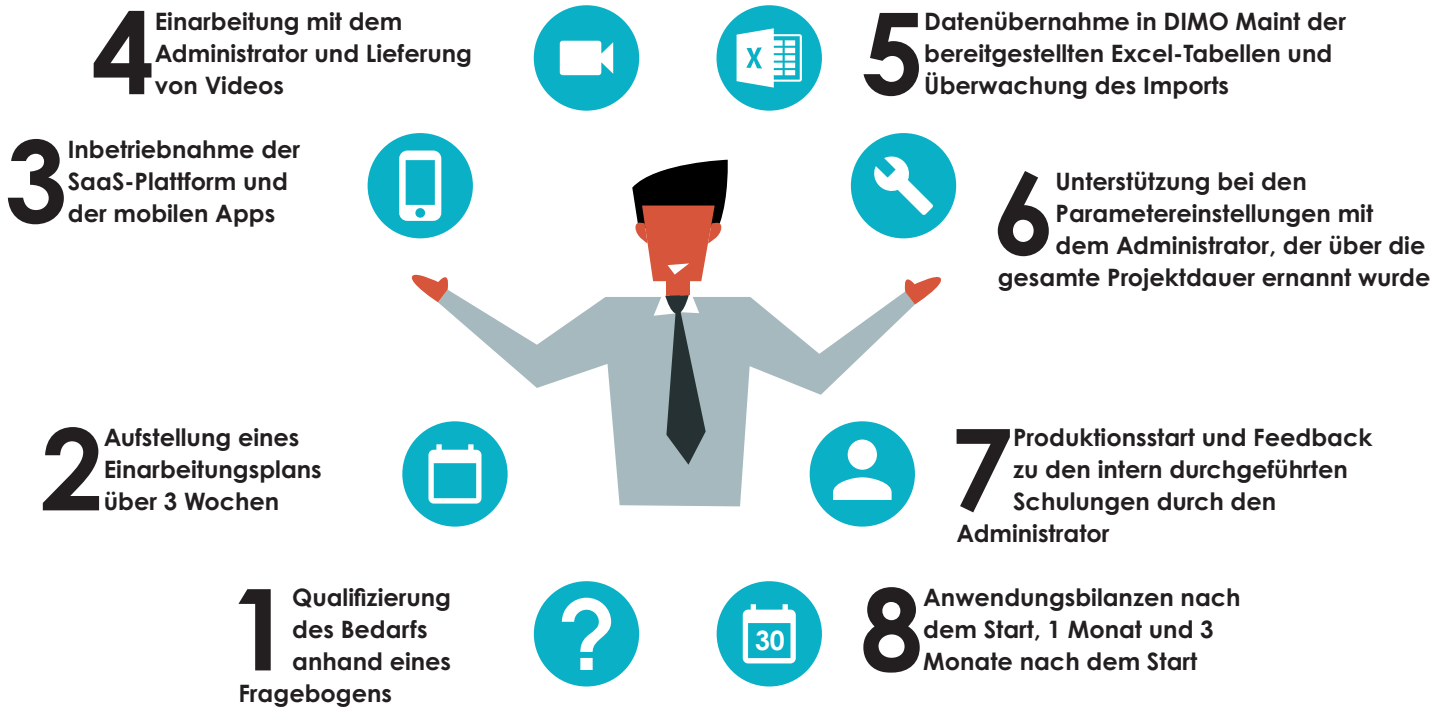 4 Einarbeitung mit dem
Administrator und Lieferung
von Videos
X
5 Datenübernahme in DIMO Maint der
bereitgestellten Excel-Tabellen und
Überwachung des Imports
3 Inbetriebnahme der
SaaS-Plattform und
der mobilen Apps
6 Unterstützung bei den
Parametereinstellungen mit
dem Administrator, der über die
gesamte Projektdauer ernannt wurde
2 Aufstellung eines
Einarbeitungsplans
über 3 Wochen
7 Produktionsstart und Feedback
zu den intern durchgeführten
Schulungen durch den
Administrator
1 Qualifizierung
des Bedarfs
anhand eines
Fragebogens
?
30
8 Anwendungsbilanzen nach
dem Start, 1 Monat und 3
Monate nach dem Start